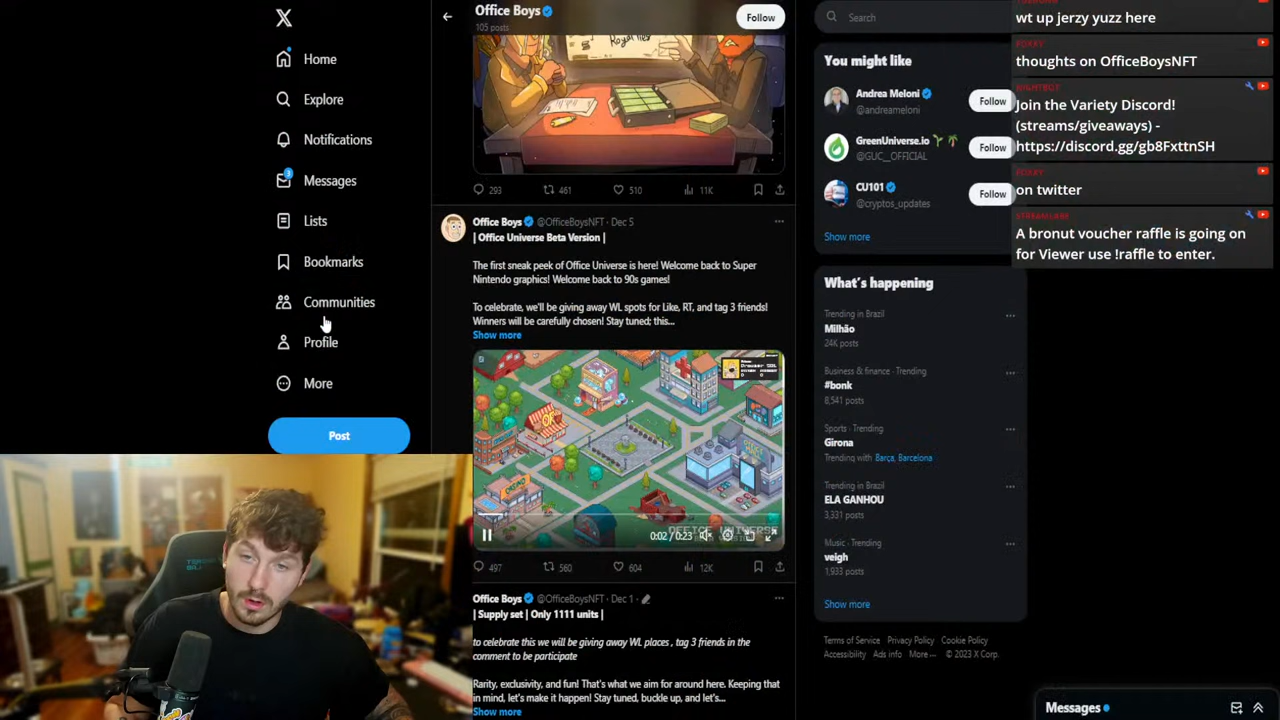 Home
Explore
Notifications
3
Messages
Lists
Bookmarks
Communities
Profile
More
Post
Office Boys
105 posts
Follow
Royalties
293
461
510
11K
Office Boys @OfficeBoysNFT · Dec 5
| Office Universe Beta Version |
The first sneak peek of Office Universe is here! Welcome back to Super
Nintendo graphics! Welcome back to 90s games!
To celebrate, we'll be giving away WL spots for Like, RT, and tag 3 friends!
Winners will be carefully chosen! Stay tuned; this...
Show more
0:02 / 0:23
497
560
604
12K
Office Boys @OfficeBoysNFT · Dec 1 ·
| Supply set | Only 1111 units |
to celebrate this we will be giving away WL places , tag 3 friends in the
comment to be participate
Rarity, exclusivity, and fun! That's what we aim for around here. Keeping that
in mind, let's make it happen! Stay tuned, buckle up, and let's...
Show more
Search
You might like
Andrea Meloni
@andreameloni
Follow
GreenUniverse.io
@GUC__OFFICIAL
Follow
CU101
@cryptos_updates
Follow
Show more
What's happening
Trending in Brazil
Milhão
24K posts
Business & finance · Trending
#bonk
8,541 posts
Sports · Trending
Girona
Trending with Barça, Barcelona
Trending in Brazil
ELA GANHOU
3,331 posts
Music · Trending
veigh
1,933 posts
Show more
Terms of Service Privacy Policy Cookie Policy
Accessibility Ads info More ··· © 2023 X Corp.
Messages
wt up jerzy yuzz here
FOXXY
thoughts on OfficeBoysNFT
NIGHTBOT
Join the Variety Discord!
(streams/giveaways) -
https://discord.gg/gb8FxttnSH
FOXXY
on twitter
A bronut voucher raffle is going on
for Viewer use !raffle to enter.